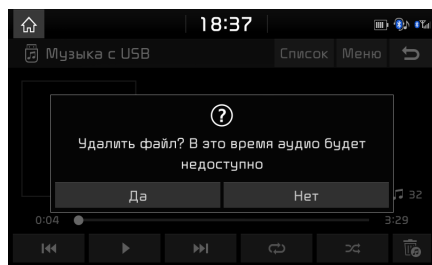 18:37
Музыка с USB Список Меню
Удалить файл? В это время аудио будет
недоступно
Да Нет
32
0:04 3:29